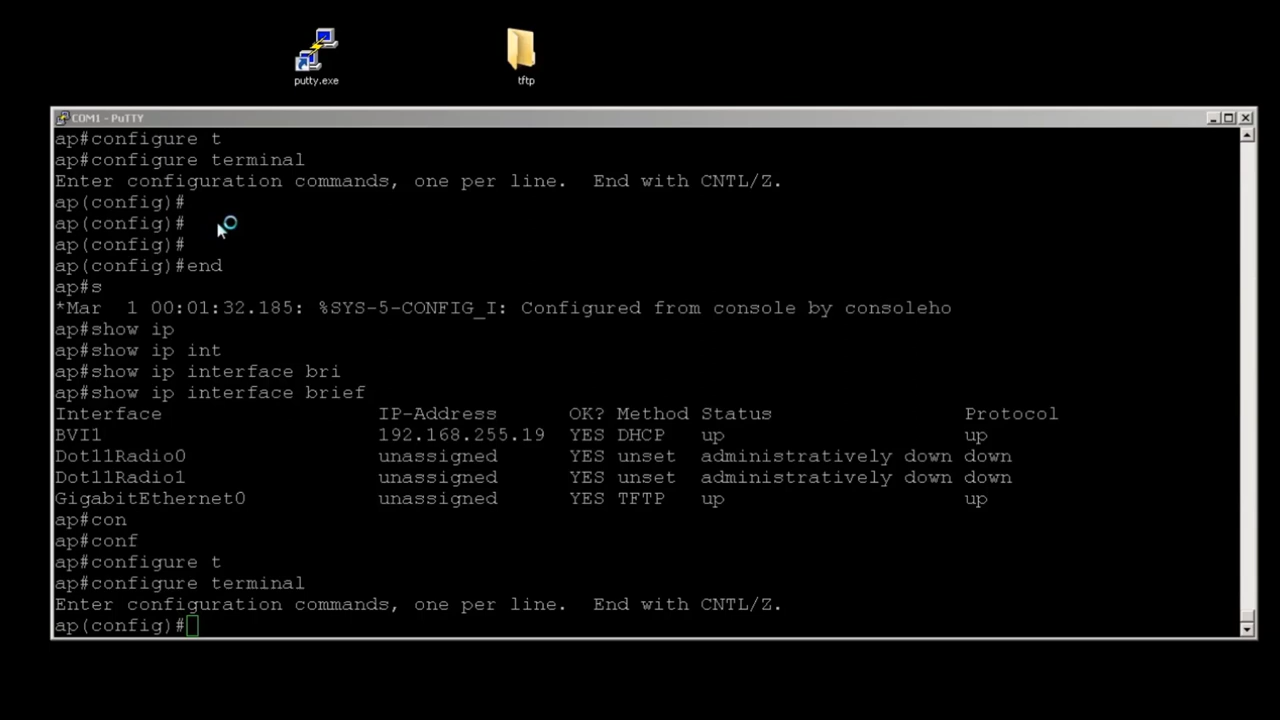 putty.exe
tftp
COM1 - PuTTY
ap#configure t
ap#configure terminal
Enter configuration commands, one per line.  End with CNTL/Z.
ap(config)#
ap(config)#
ap(config)#
ap(config)#end
ap#s
*Mar  1 00:01:32.185: %SYS-5-CONFIG_I: Configured from console by consoleho
ap#show ip
ap#show ip int
ap#show ip interface bri
ap#show ip interface brief
Interface                  IP-Address      OK? Method Status                Protocol
BVI1                       192.168.255.19  YES DHCP   up                    up
Dot11Radio0                unassigned      YES unset  administratively down down
Dot11Radio1                unassigned      YES unset  administratively down down
GigabitEthernet0           unassigned      YES TFTP   up                    up
ap#con
ap#conf
ap#configure t
ap#configure terminal
Enter configuration commands, one per line.  End with CNTL/Z.
ap(config)#